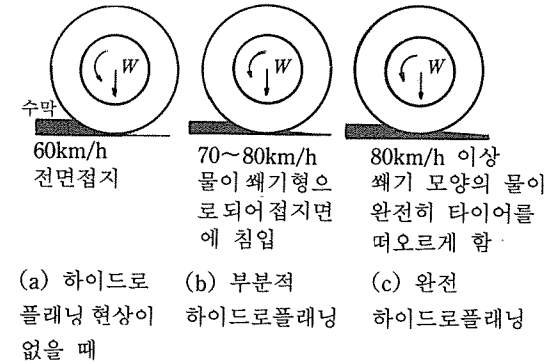 W
W
W
수막
60km/h
전면접지
70～80km/h
물이 쐐기형으
로되어 접지면
에 침입
80km/h 이상
쐐기 모양의 물이
완전히 타이어를
떠오르게 함
(a) 하이드로
플래닝 현상이
없을 때
(b) 부분적
하이드로플래닝
(c) 완전
하이드로플래닝